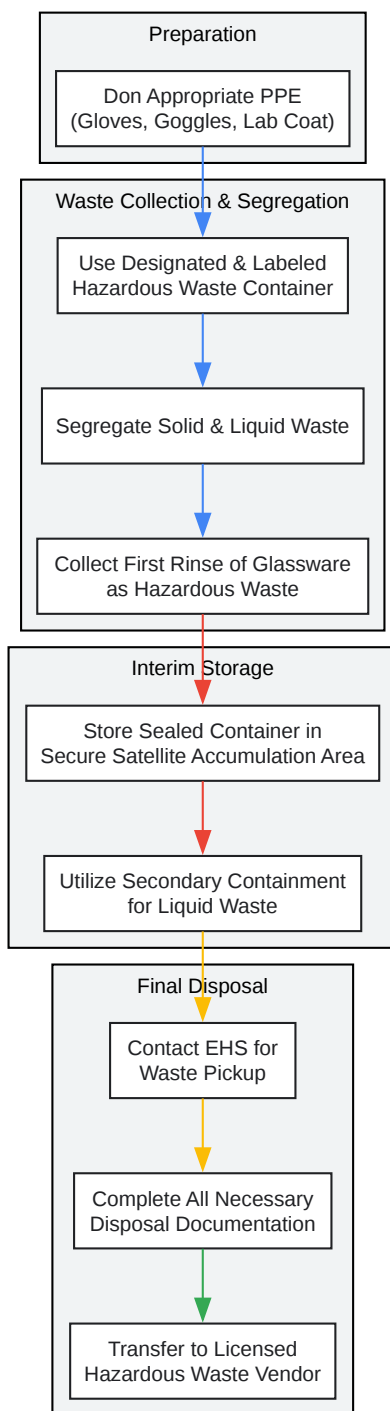 Preparation
Don Appropriate PPE
(Gloves, Goggles, Lab Coat)
Waste Collection & Segregation
Use Designated & Labeled
Hazardous Waste Container
Segregate Solid & Liquid Waste
Collect First Rinse of Glassware
as Hazardous Waste
Interim Storage
Store Sealed Container in
Secure Satellite Accumulation Area
Utilize Secondary Containment
for Liquid Waste
Final Disposal
Contact EHS for
Waste Pickup
Complete All Necessary
Disposal Documentation
Transfer to Licensed
Hazardous Waste Vendor